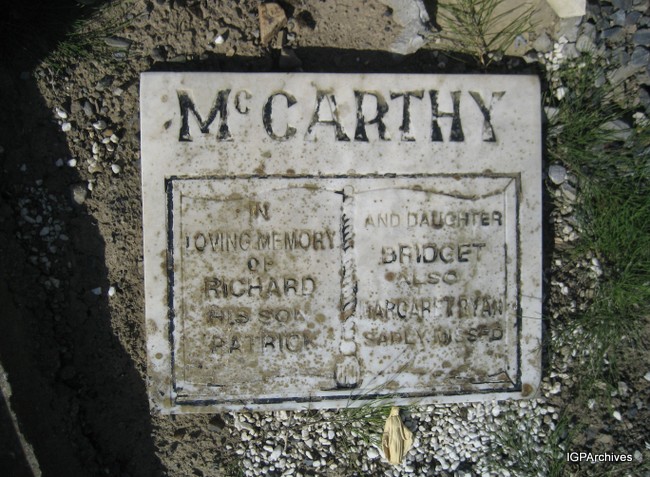 McCARTHY
IN
LOVING MEMORY
OF
RICHARD
HIS SON
PATRICK
AND DAUGHTER
BRIDGET
ALSO
MARGARET RYAN
SADLY MISSED
IGPArchives